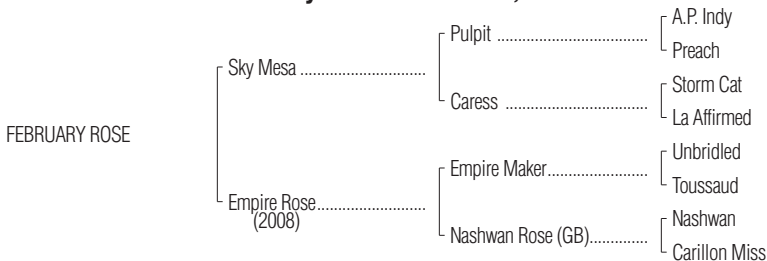 A.P. Indy
Pulpit ........................................
Preach
Sky Mesa .................................
Storm Cat
Caress ......................................
La Affirmed
FEBRUARY ROSE
Unbridled
Empire Maker...........................
Toussaud
Empire Rose.............................
(2008)
Nashwan
Nashwan Rose (GB)...............
Carillon Miss